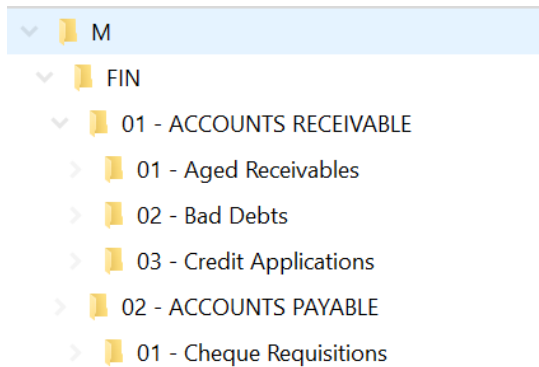 M
FIN
01 - ACCOUNTS RECEIVABLE
01 - Aged Receivables
02 - Bad Debts
03 - Credit Applications
02 - ACCOUNTS PAYABLE
01 - Cheque Requisitions